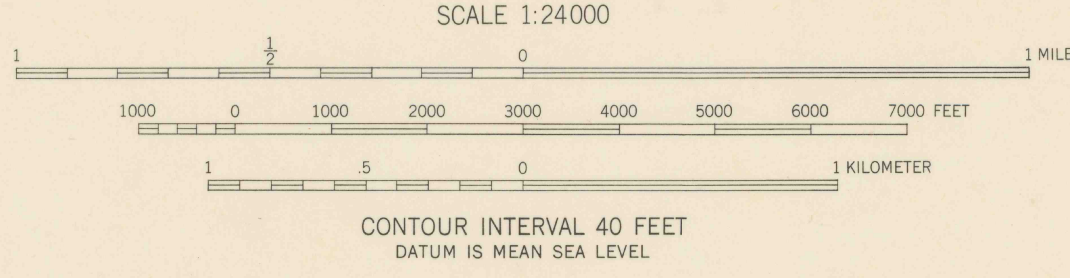 SCALE 1:24000
1 1/2 0 1 MILE
1000 0 1000 2000 3000 4000 5000 6000 7000 FEET
1 .5 0 1 KILOMETER
CONTOUR INTERVAL 40 FEET
DATUM IS MEAN SEA LEVEL